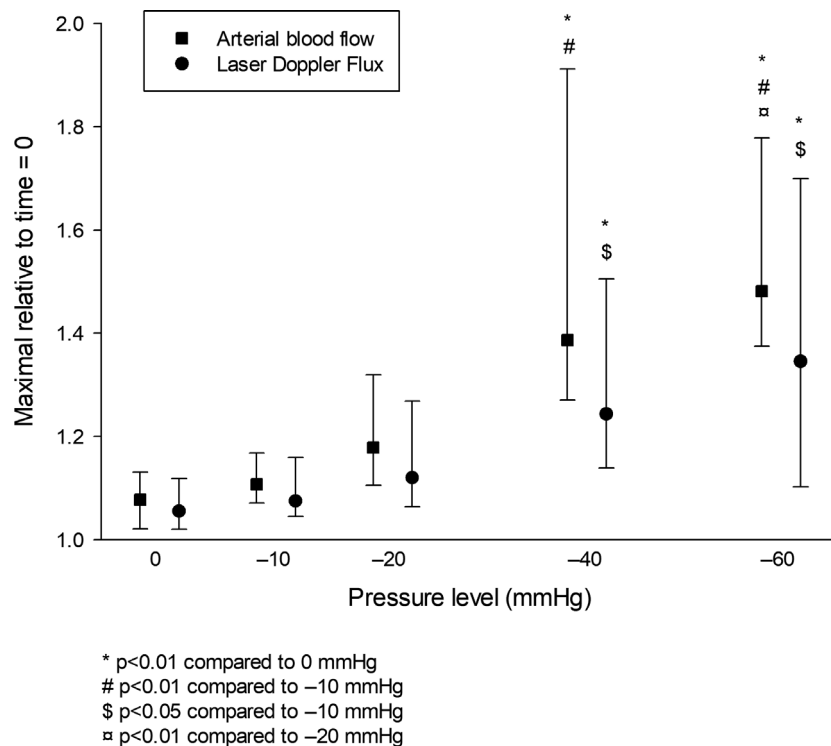 2.0
1.8
1.6
1.4
1.2
1.0
Maximal relative to time = 0
Arterial blood flow
Laser Doppler Flux
*
#
*
$
*
#
¤
*
$
0 –10 –20 –40 –60
Pressure level (mmHg)
* p<0.01 compared to 0 mmHg
# p<0.01 compared to –10 mmHg
$ p<0.05 compared to –10 mmHg
¤ p<0.01 compared to –20 mmHg